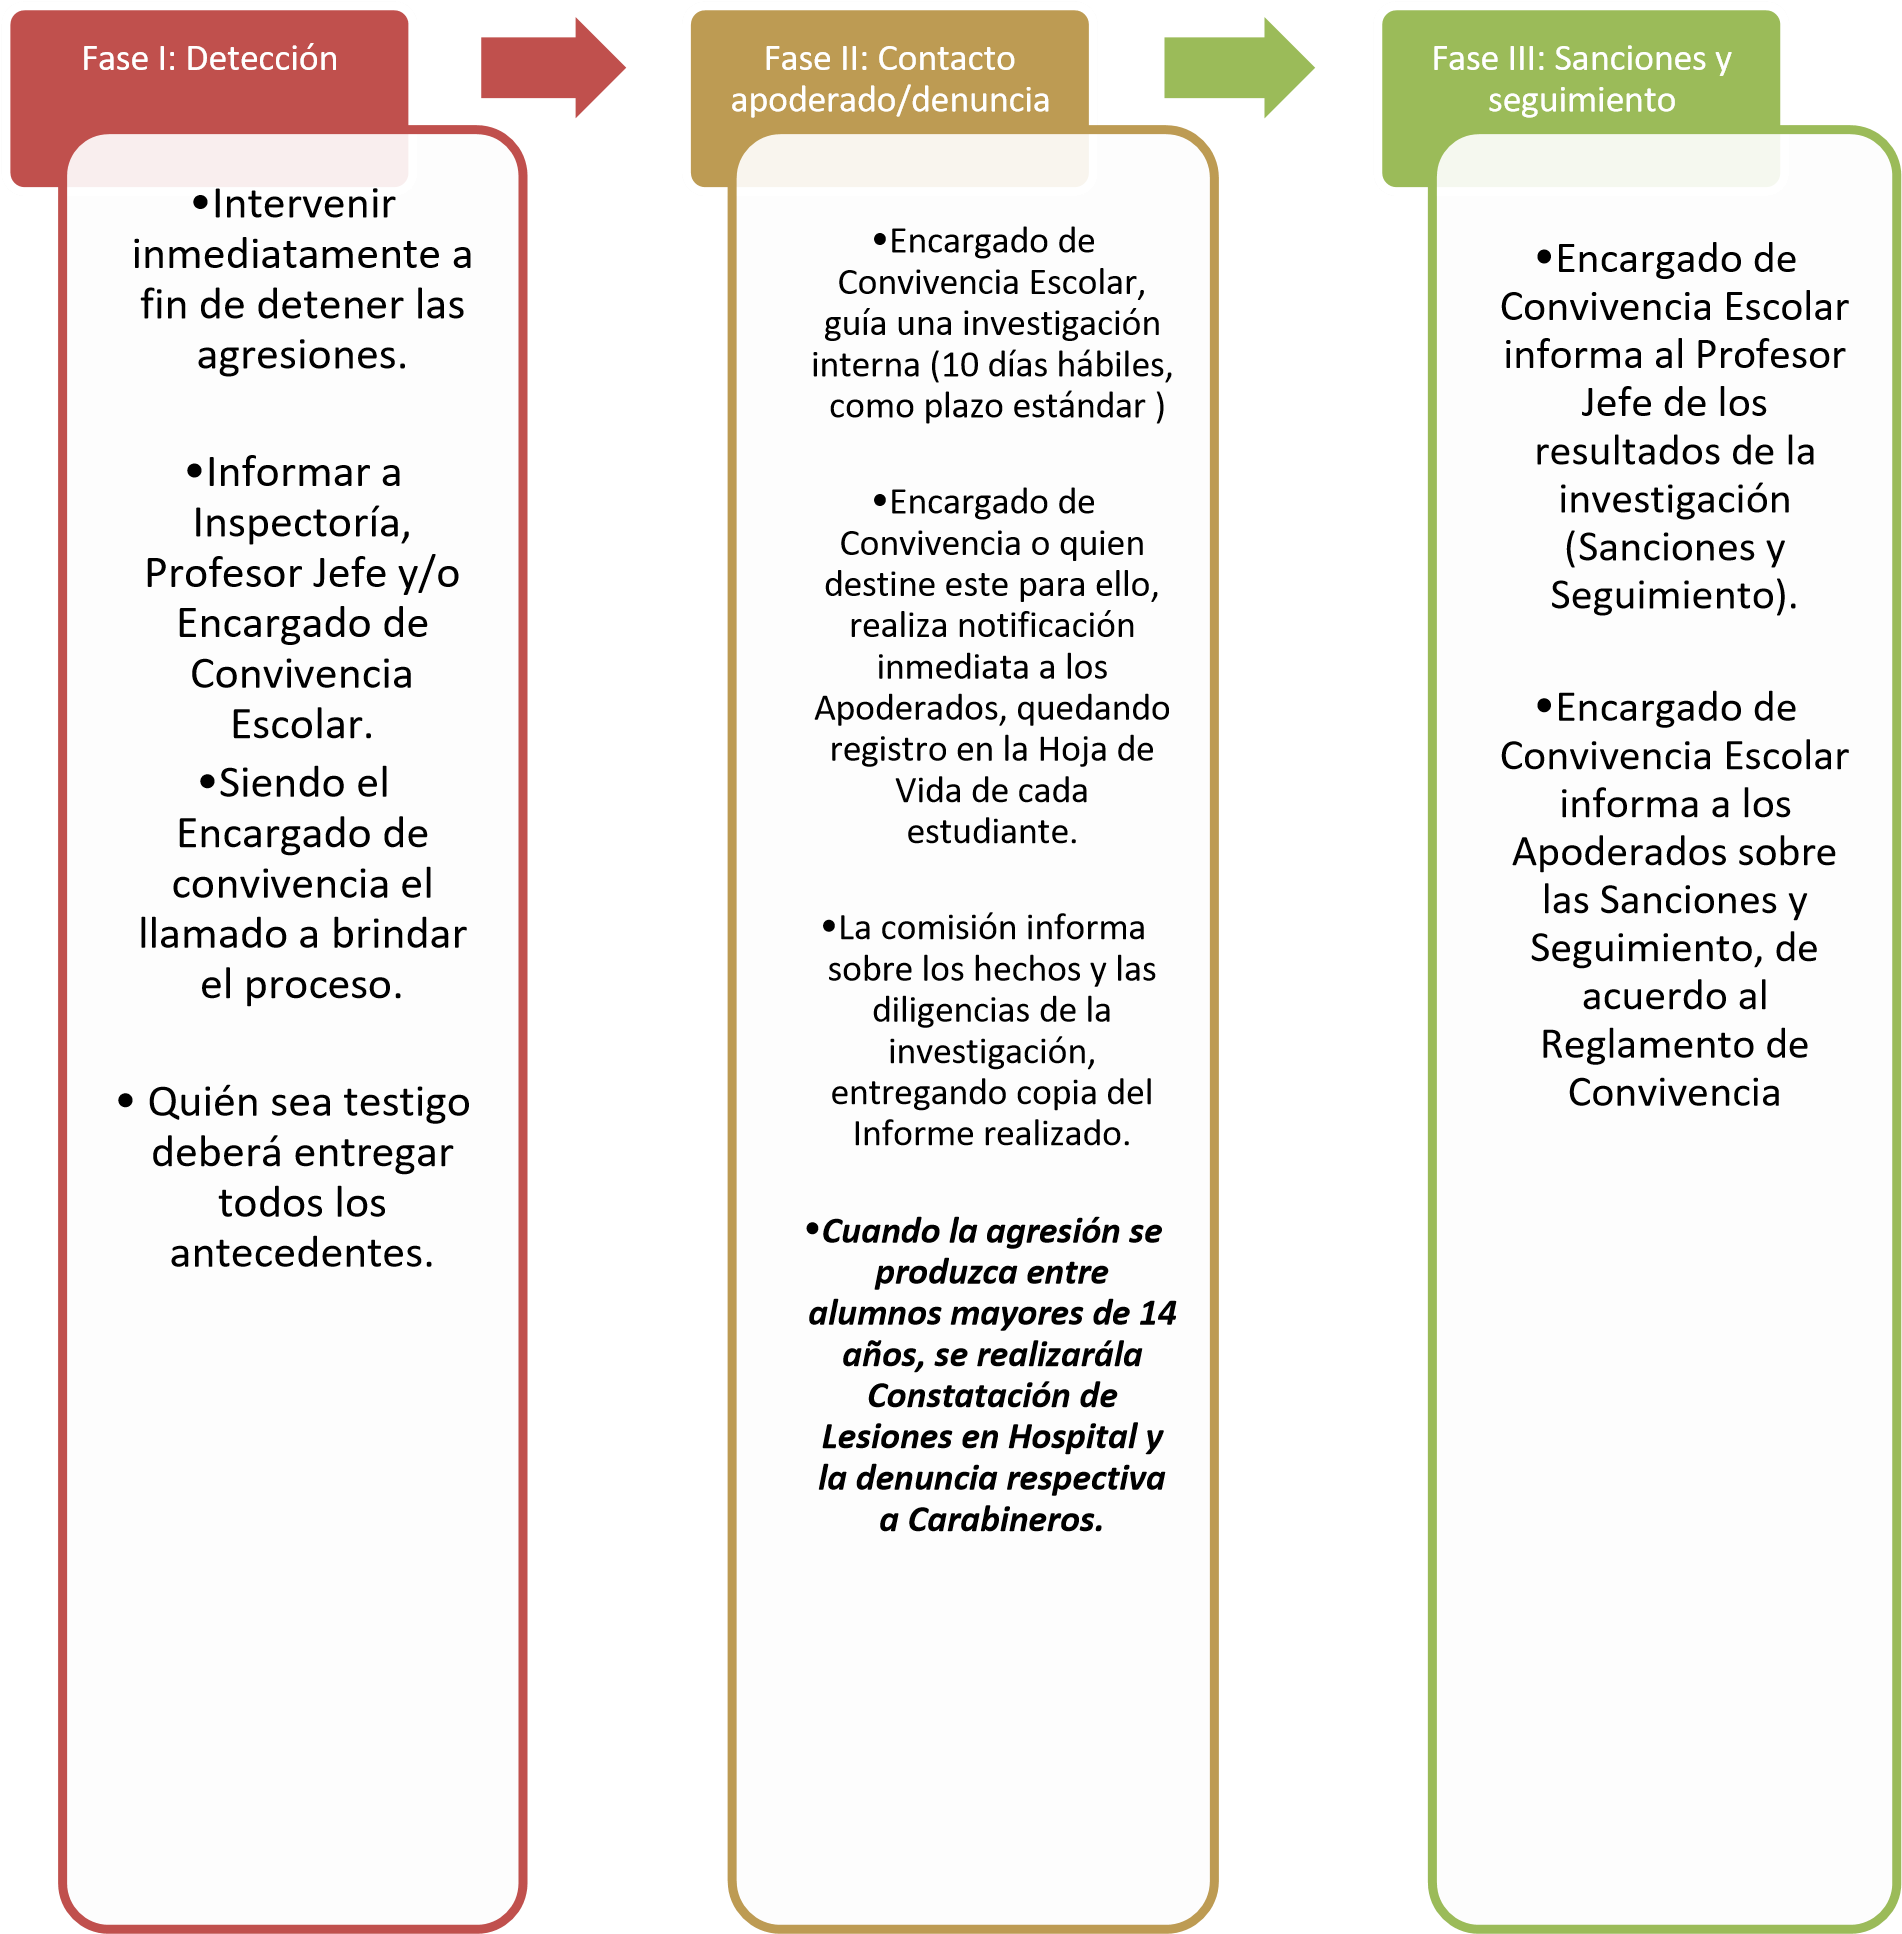 Fase I: Detección
•Intervenir
inmediatamente a
fin de detener las
agresiones.
•Informar a
Inspectoría,
Profesor Jefe y/o
Encargado de
Convivencia
Escolar.
•Siendo el
Encargado de
convivencia el
llamado a brindar
el proceso.
• Quién sea testigo
deberá entregar
todos los
antecedentes.
Fase II: Contacto
apoderado/denuncia
•Encargado de
Convivencia Escolar,
guía una investigación
interna (10 días hábiles,
como plazo estándar )
•Encargado de
Convivencia o quien
destine este para ello,
realiza notificación
inmediata a los
Apoderados, quedando
registro en la Hoja de
Vida de cada
estudiante.
•La comisión informa
sobre los hechos y las
diligencias de la
investigación,
entregando copia del
Informe realizado.
•Cuando la agresión se
produzca entre
alumnos mayores de 14
años, se realizarála
Constatación de
Lesiones en Hospital y
la denuncia respectiva
a Carabineros.
Fase III: Sanciones y
seguimiento
•Encargado de
Convivencia Escolar
informa al Profesor
Jefe de los
resultados de la
investigación
(Sanciones y
Seguimiento).
•Encargado de
Convivencia Escolar
informa a los
Apoderados sobre
las Sanciones y
Seguimiento, de
acuerdo al
Reglamento de
Convivencia